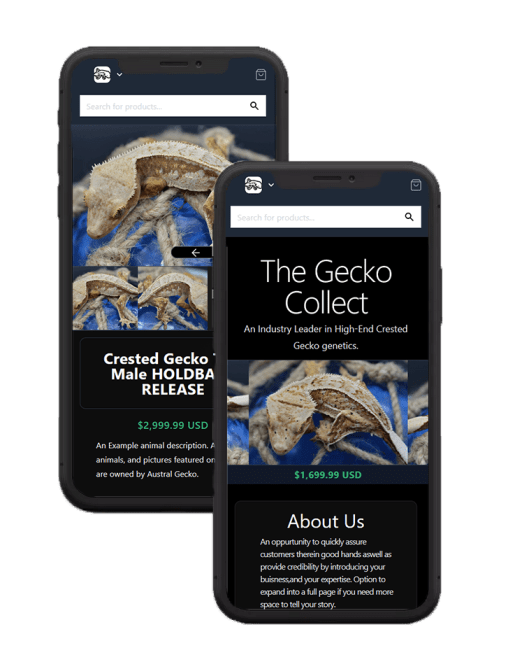 Search for products...
Crested Gecko
Male HOLDBA
RELEASE
$2,999.99 USD
An Example animal description. A
animals, and pictures featured on
are owned by Austral Gecko.
Search for products...
The Gecko
Collect
An Industry Leader in High-End Crested
Gecko genetics.
$1,699.99 USD
About Us
An oppurtunity to quickly assure
customers therein good hands aswell as
provide credibility by introducing your
buisness,and your expertise. Option to
expand into a full page if you need more
space to tell your story.